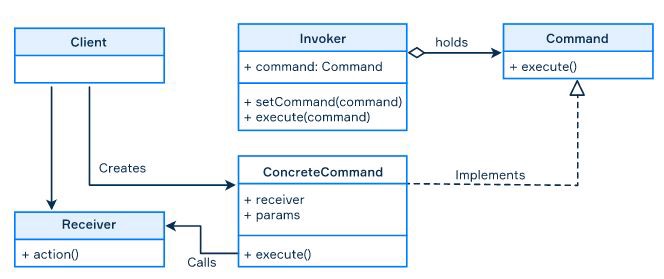 Client
Invoker
+ command: Command
+ setCommand(command)
+ execute(command)
holds
Command
+ execute()
Creates
ConcreteCommand
+ receiver
+ params
+ execute()
Implements
Receiver
+ action()
Calls